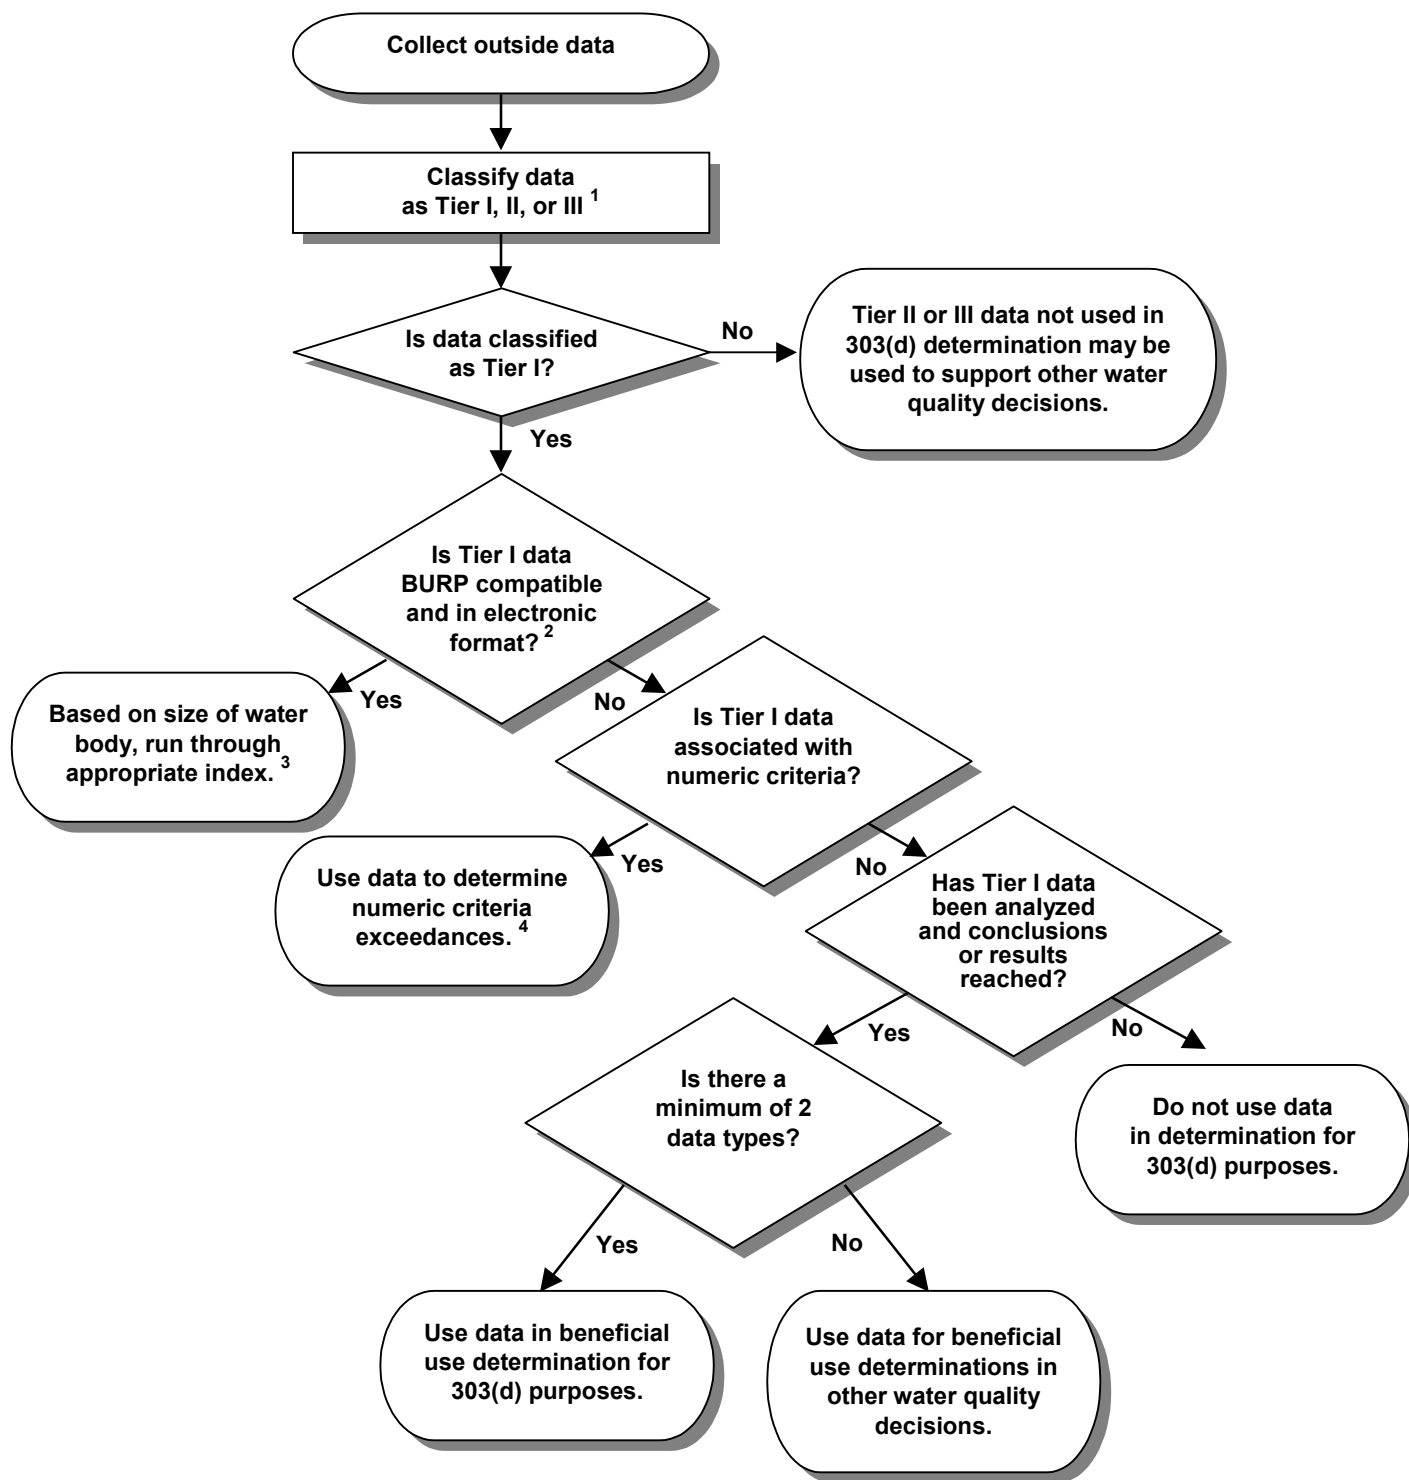 Collect outside data
Classify data
as Tier I, II, or III 1
Is data classified
as Tier I?
No
Tier II or III data not used in
303(d) determination may be
used to support other water
quality decisions.
Yes
Is Tier I data
BURP compatible
and in electronic
format? 2
Yes
No
Based on size of water
body, run through
appropriate index. 3
Is Tier I data
associated with
numeric criteria?
Yes
No
Use data to determine
numeric criteria
exceedances. 4
Has Tier I data
been analyzed
and conclusions
or results
reached?
Yes
No
Is there a
minimum of 2
data types?
Do not use data
in determination for
303(d) purposes.
Yes
No
Use data in beneficial
use determination for
303(d) purposes.
Use data for beneficial
use determinations in
other water quality
decisions.